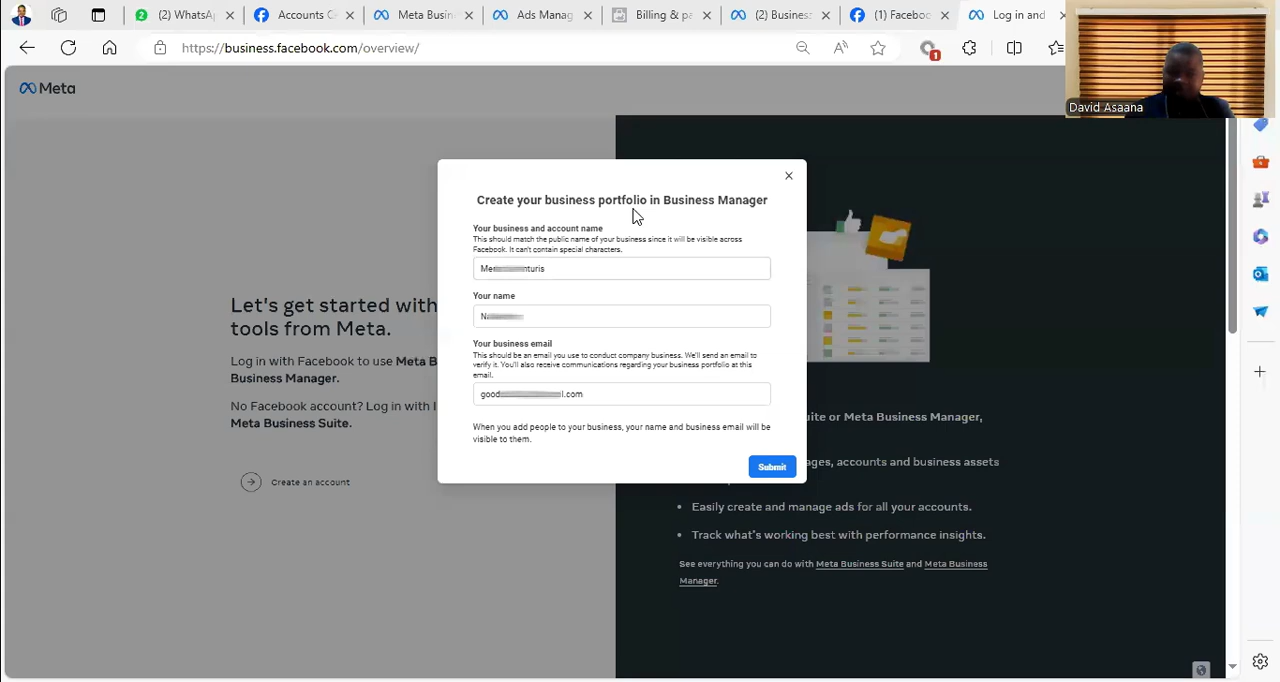 (2) WhatsA
Accounts C
Meta Busin
Ads Manag
Billing & pa
(2) Business
(1) Faceboo
Log in and
https://business.facebook.com/overview/
1
David Asaana
Meta
Create your business portfolio in Business Manager
Your business and account name
This should match the public name of your business since it will be visible across
Facebook. It can't contain special characters.
Your name
Your business email
This should be an email you use to conduct company business. We'll send an email to
verify it. You'll also receive communications regarding your business portfolio at this
email.
When you add people to your business, your name and business email will be
visible to them.
Submit
Let's get started with
tools from Meta.
Log in with Facebook to use Meta B
Business Manager.
No Facebook account? Log in with I
Meta Business Suite.
Create an account
uite or Meta Business Manager,
ages, accounts and business assets
• Easily create and manage ads for all your accounts.
• Track what's working best with performance insights.
See everything you can do with Meta Business Suite and Meta Business
Manager.